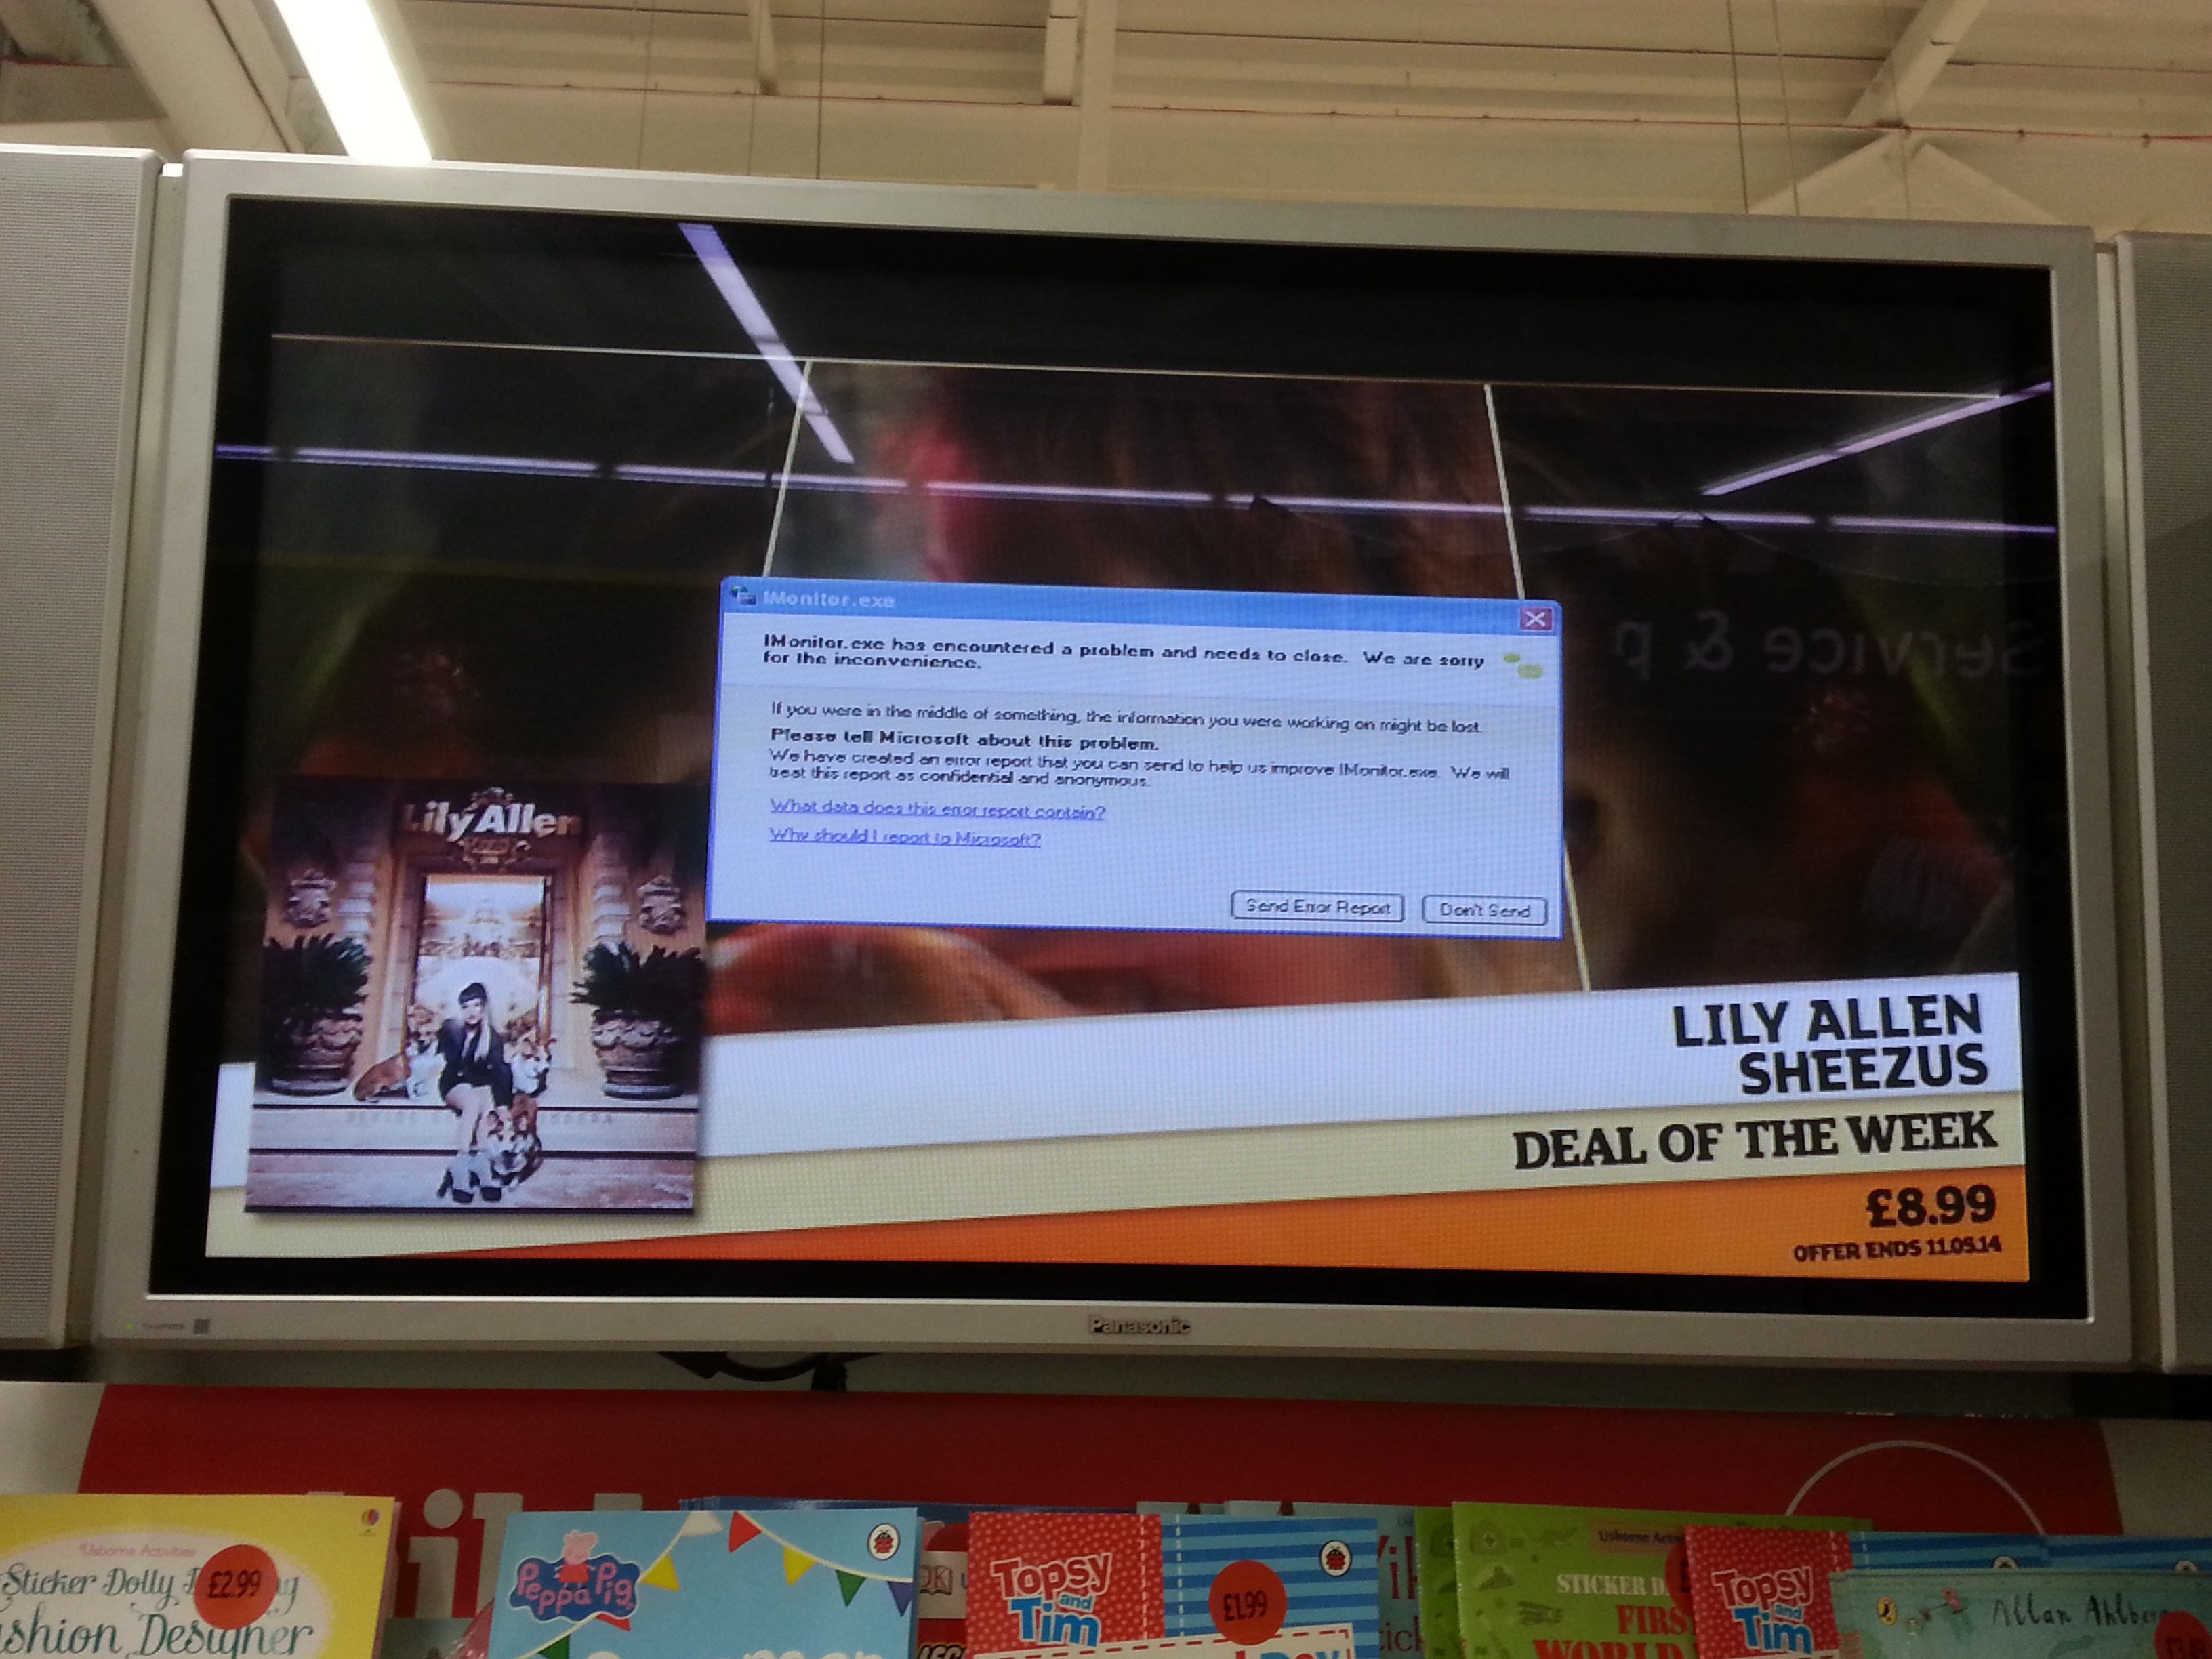 IMonitor.exe
IMonitor.exe has encountered a problem and needs to close. We are sorry
for the inconvenience.
If you were in the middle of something, the information you were working on might be lost.
Please tell Microsoft about this problem.
We have created an error report that you can send to help us improve IMonitor.exe. We will
treat this report as confidential and anonymous.
What data does this error report contain?
Why should I report to Microsoft?
Send Error Report
Don't Send
Service & p
Lily Allen
LILY ALLEN
SHEEZUS
DEAL OF THE WEEK
£8.99
OFFER ENDS 11.05.14
Panasonic
Usborne Activities
Sticker Dolly
£2.99
Designer
Peppa Pig
DK
Topsy
and
Tim
£1.99
Usborne
STICKER
FIRS
WORL
Topsy
and
Tim
Allan Ahlberg